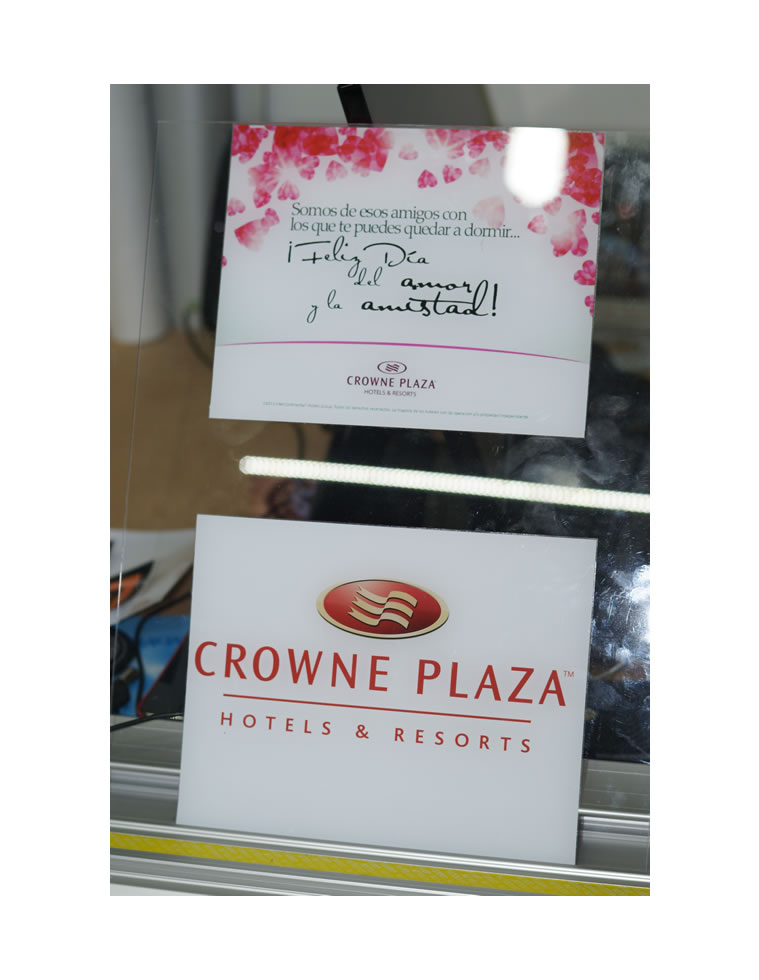 Somos de esos amigos con
los que te puedes quedar a dormir...
¡Feliz Día
del amor
y la amistad!
CROWNE PLAZA
HOTELS & RESORTS
CROWNE PLAZA™
HOTELS & RESORTS